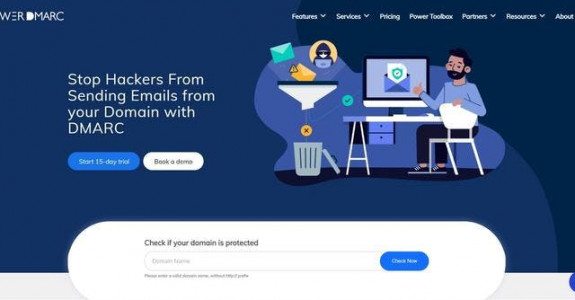 WER DMARC
Features Services Pricing Power Toolbox Partners Resources About
Stop Hackers From
Sending Emails from
your Domain with
DMARC
Start 15-day trial Book a demo
Check if your domain is protected
Domain Name Check Now
Please enter a valid domain name, without http:// prefix